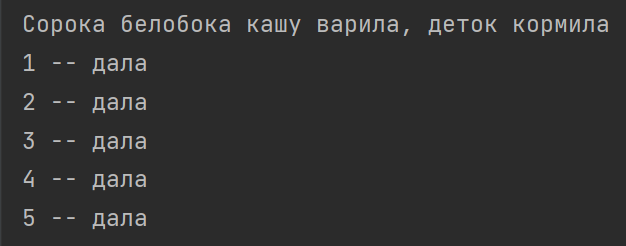 Сорока белобока кашу варила, деток кормила
1 -- дала
2 -- дала
3 -- дала
4 -- дала
5 -- дала